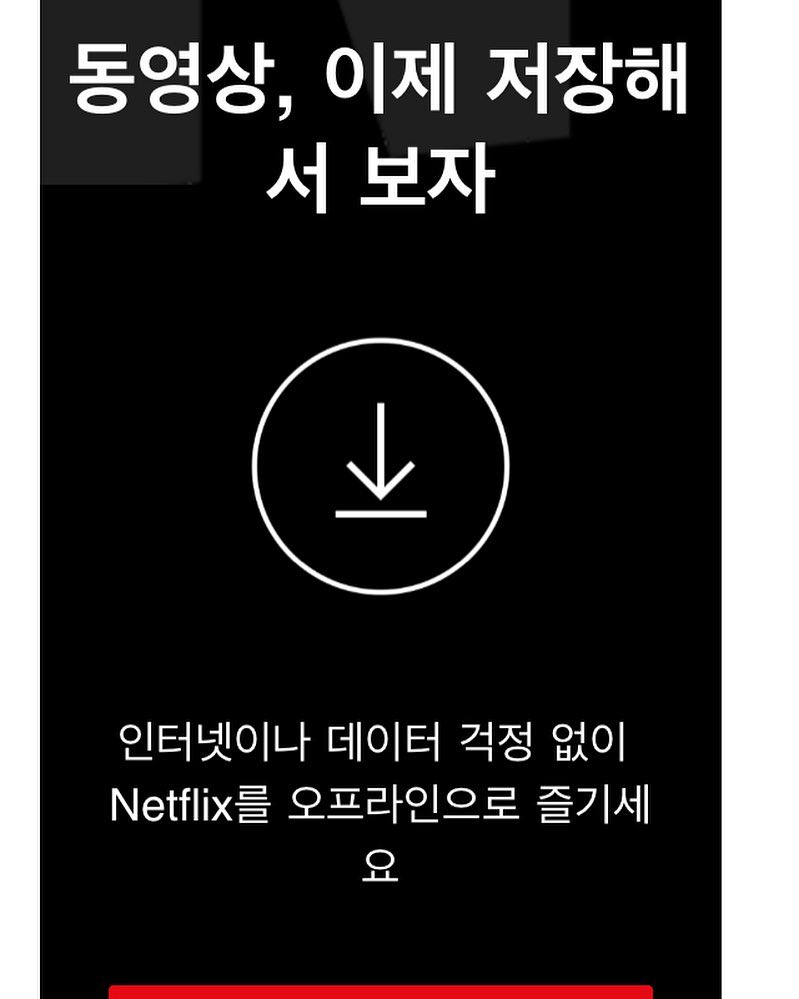 동영상, 이제 저장해
서 보자
인터넷이나 데이터 걱정 없이
Netflix를 오프라인으로 즐기세
요